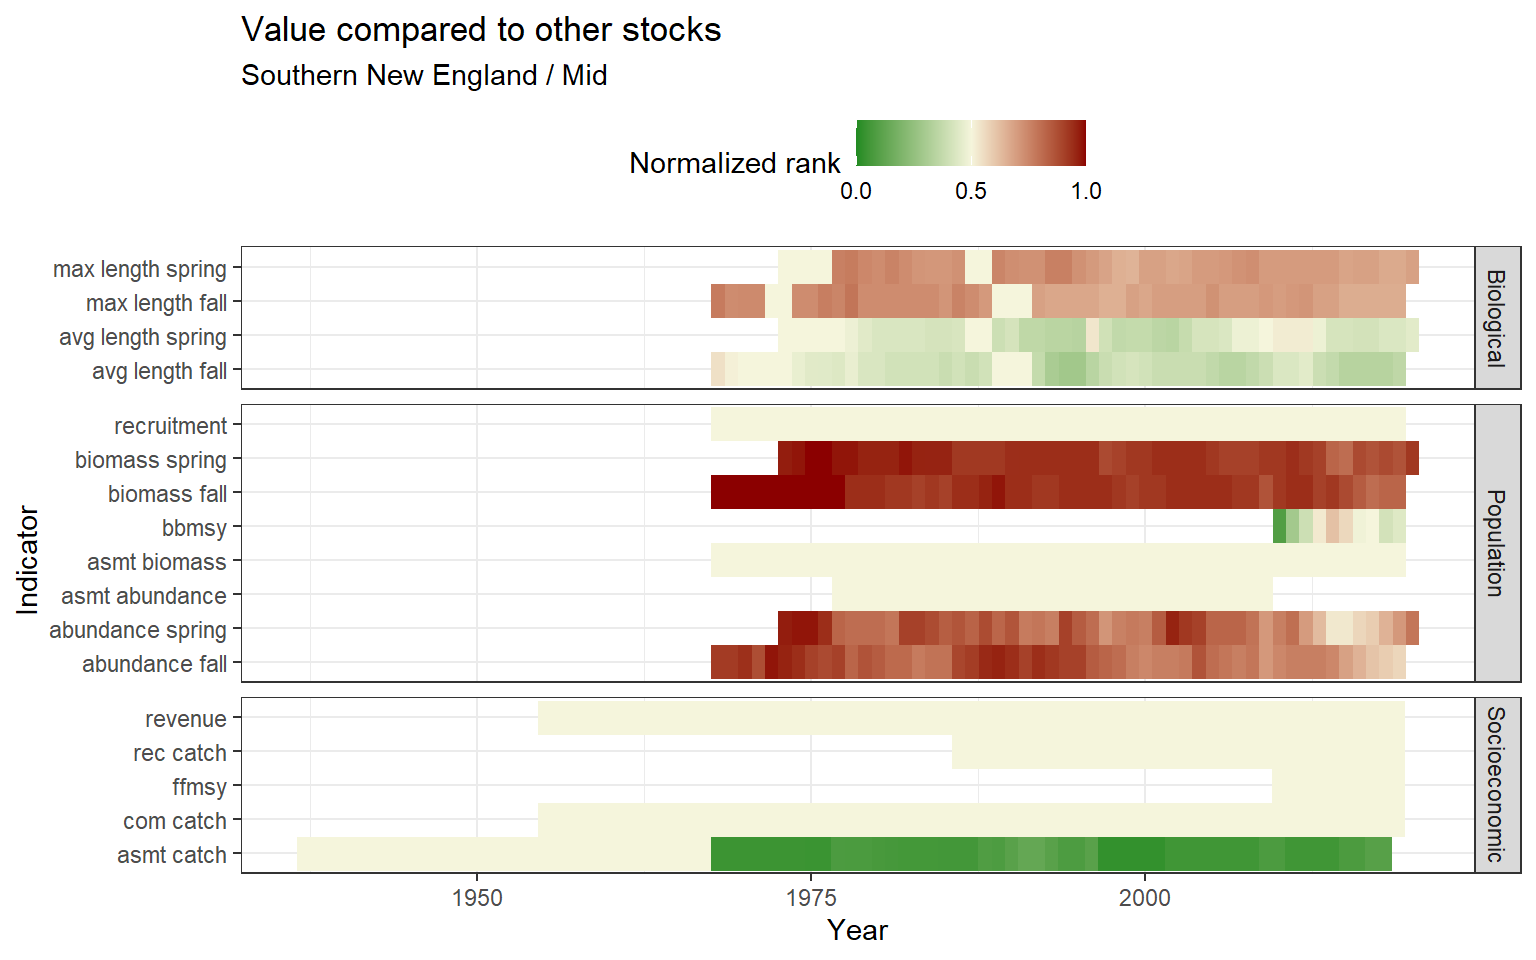 Value compared to other stocks
Southern New England / Mid
Normalized rank
0.0 0.5 1.0
max length spring
max length fall
avg length spring
avg length fall
Biological
recruitment
biomass spring
biomass fall
bbmsy
asmt biomass
asmt abundance
abundance spring
abundance fall
Population
revenue
rec catch
ffmsy
com catch
asmt catch
Socioeconomic
Indicator
1950 1975 2000
Year